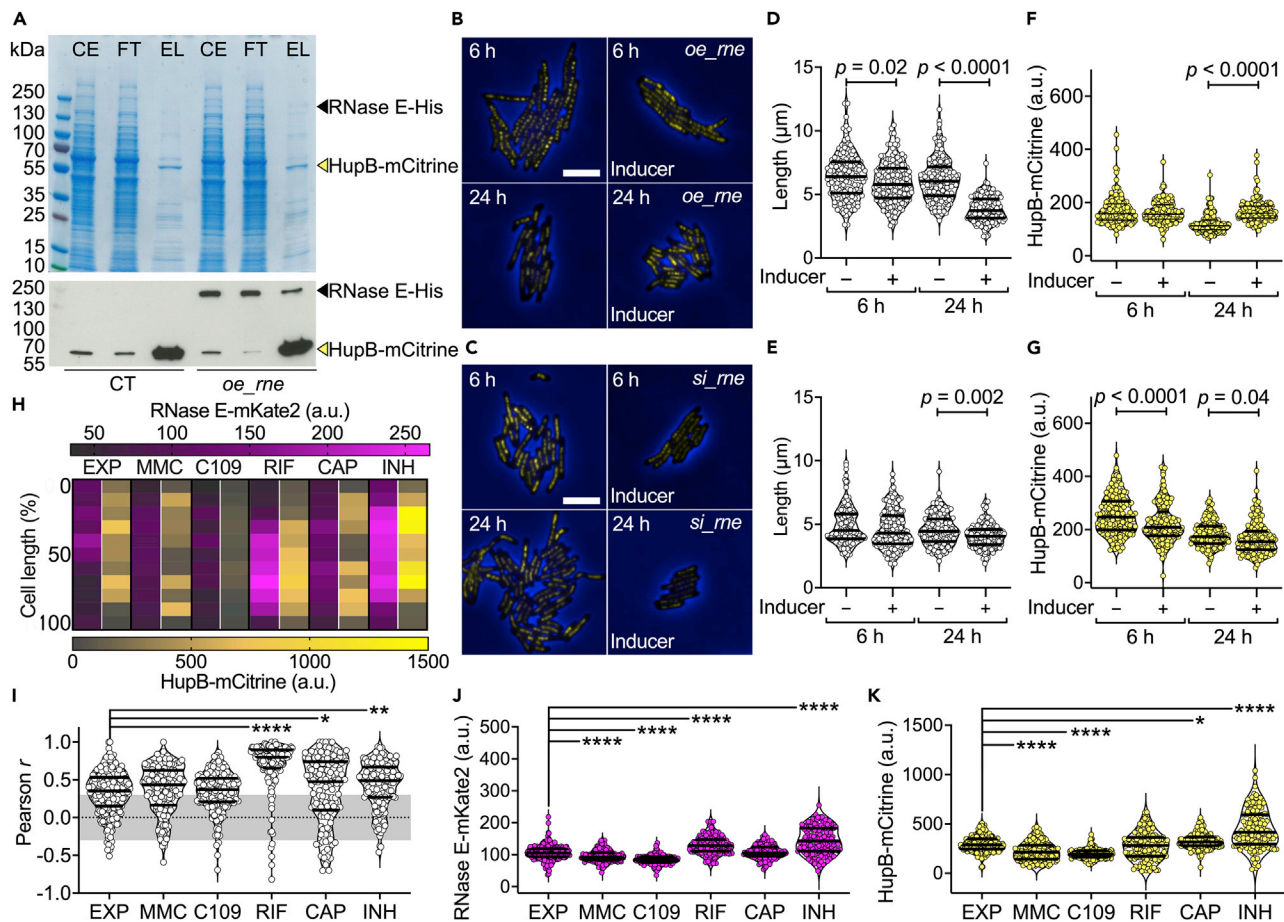 A
kDa CE FT EL CE FT EL
250
130
100
70
55
35
25
15
10
RNase E-His
HupB-mCitrine
250
130
100
70
55
RNase E-His
HupB-mCitrine
CT oe_rne
B
6 h
6 h oe_rne
Inducer
24 h
24 h oe_rne
Inducer
C
6 h
6 h si_rne
Inducer
24 h
24 h si_rne
Inducer
D
p = 0.02 p < 0.0001
Length (µm)
15
10
5
0
Inducer – + – +
6 h 24 h
E
p = 0.002
Length (µm)
15
10
5
0
Inducer – + – +
6 h 24 h
F
p < 0.0001
HupB-mCitrine (a.u.)
600
400
200
0
Inducer – + – +
6 h 24 h
G
p < 0.0001 p = 0.04
HupB-mCitrine (a.u.)
600
400
200
0
Inducer – + – +
6 h 24 h
H
RNase E-mKate2 (a.u.)
50 100 150 200 250
EXP MMC C109 RIF CAP INH
Cell length (%)
0
50
100
0 500 1000 1500
HupB-mCitrine (a.u.)
I
**
*
****
Pearson r
1.0
0.5
0.0
-0.5
-1.0
EXP MMC C109 RIF CAP INH
J
****
****
****
****
RNase E-mKate2 (a.u.)
500
400
300
200
100
0
EXP MMC C109 RIF CAP INH
K
****
*
****
****
HupB-mCitrine (a.u.)
1500
1000
500
0
EXP MMC C109 RIF CAP INH